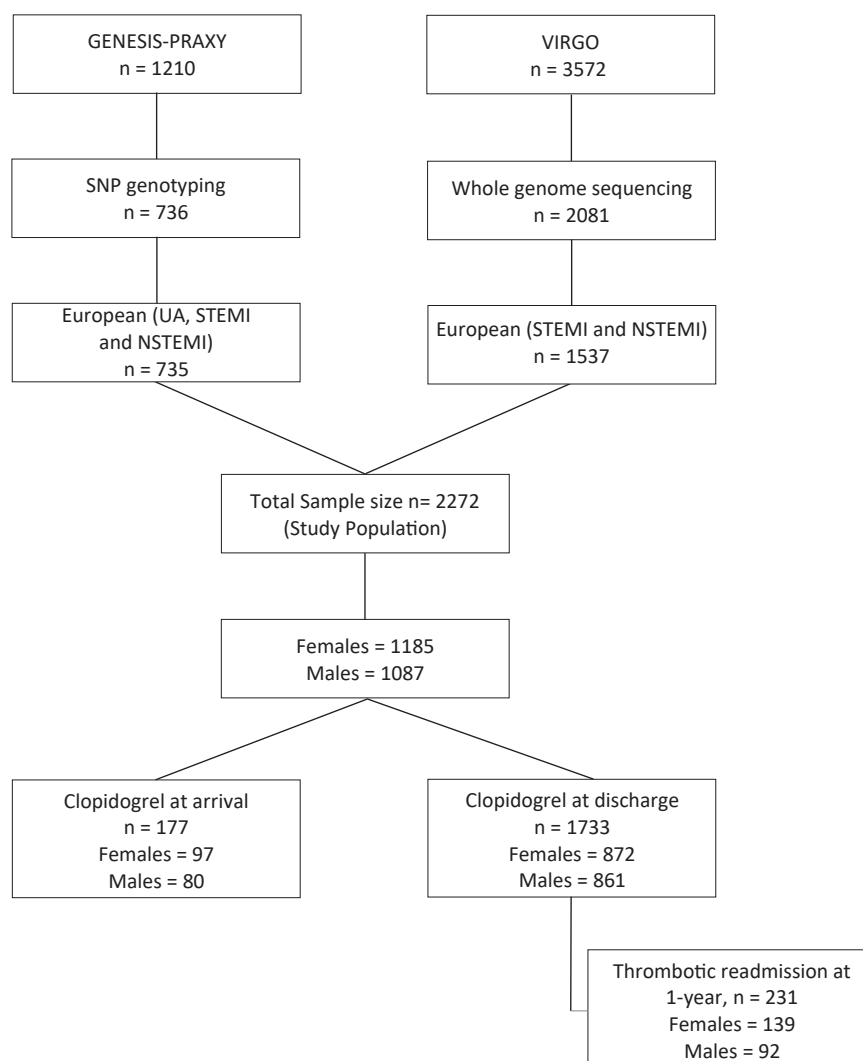 GENESIS-PRAXY
n = 1210
VIRGO
n = 3572
SNP genotyping
n = 736
Whole genome sequencing
n = 2081
European (UA, STEMI
and NSTEMI)
n = 735
European (STEMI and NSTEMI)
n = 1537
Total Sample size n= 2272
(Study Population)
Females = 1185
Males = 1087
Clopidogrel at arrival
n = 177
Females = 97
Males = 80
Clopidogrel at discharge
n = 1733
Females = 872
Males = 861
Thrombotic readmission at
1-year, n = 231
Females = 139
Males = 92